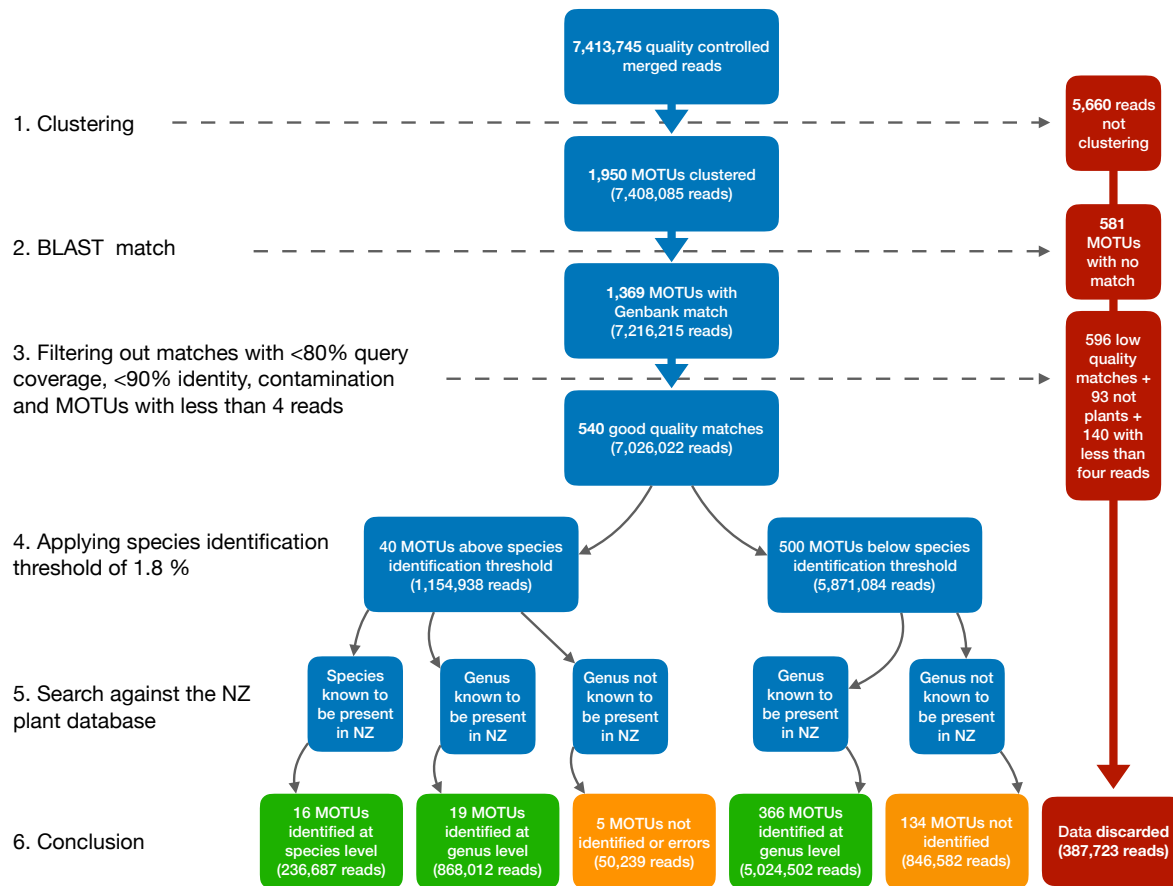 7,413,745 quality controlled
merged reads
1. Clustering
5,660 reads
not
clustering
1,950 MOTUs clustered
(7,408,085 reads)
2. BLAST  match
581
MOTUs
with no
match
1,369 MOTUs with
Genbank match
(7,216,215 reads)
3. Filtering out matches with <80% query
coverage, <90% identity, contamination
and MOTUs with less than 4 reads
596 low
quality
matches +
93 not
plants +
140 with
less than
four reads
540 good quality matches
(7,026,022 reads)
4. Applying species identification
threshold of 1.8 %
40 MOTUs above species
identification threshold
(1,154,938 reads)
500 MOTUs below species
identification threshold
(5,871,084 reads)
5. Search against the NZ
plant database
Species
known to
be present
in NZ
Genus
known to
be present
in NZ
Genus not
known to be
present in
NZ
Genus
known to
be present
in NZ
Genus not
known to
be present
in NZ
6. Conclusion
16 MOTUs
identified at
species level
(236,687 reads)
19 MOTUs
identified at
genus level
(868,012 reads)
5 MOTUs not
identified or errors
(50,239 reads)
366 MOTUs
identified at
genus level
(5,024,502 reads)
134 MOTUs not
identified
(846,582 reads)
Data discarded
(387,723 reads)